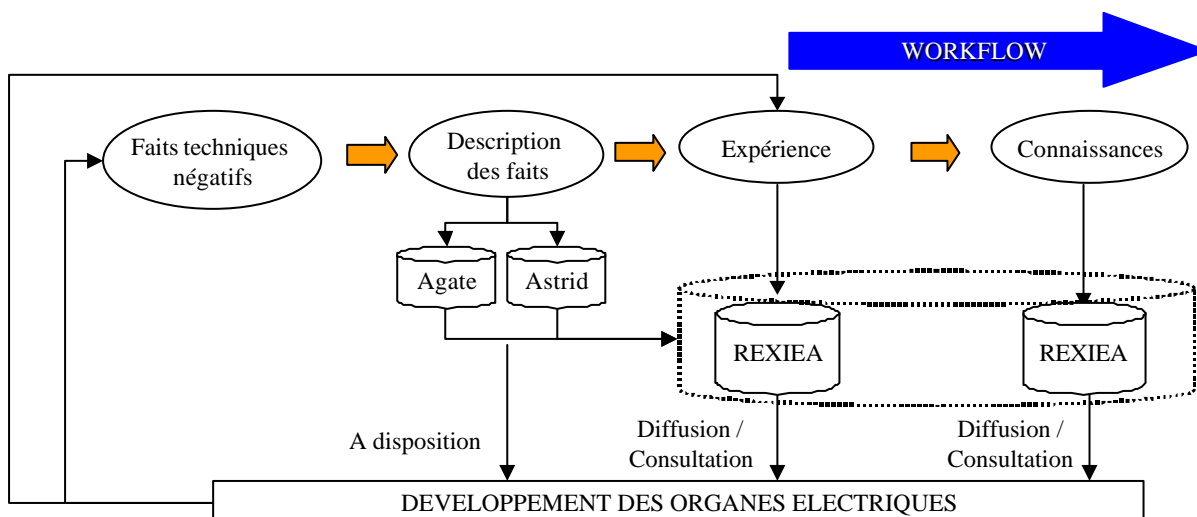 WORKFLOW
Faits techniques
négatifs
Description
des faits
Expérience
Connaissances
Agate
Astrid
REXIEA
REXIEA
A disposition
Diffusion /
Consultation
Diffusion /
Consultation
DEVELOPPEMENT DES ORGANES ELECTRIQUES